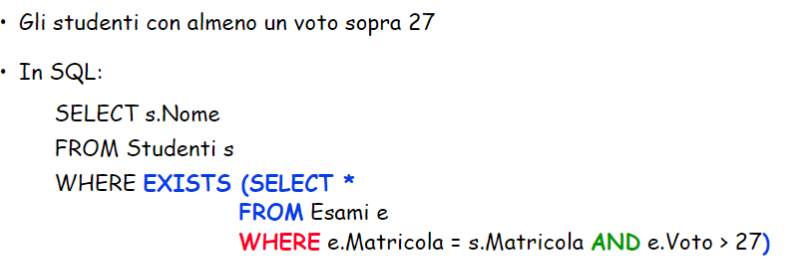 • Gli studenti con almeno un voto sopra 27
• In SQL:
SELECT s.Nome
FROM Studenti s
WHERE EXISTS (SELECT *
FROM Esami e
WHERE e.Matricola = s.Matricola AND e.Voto > 27)